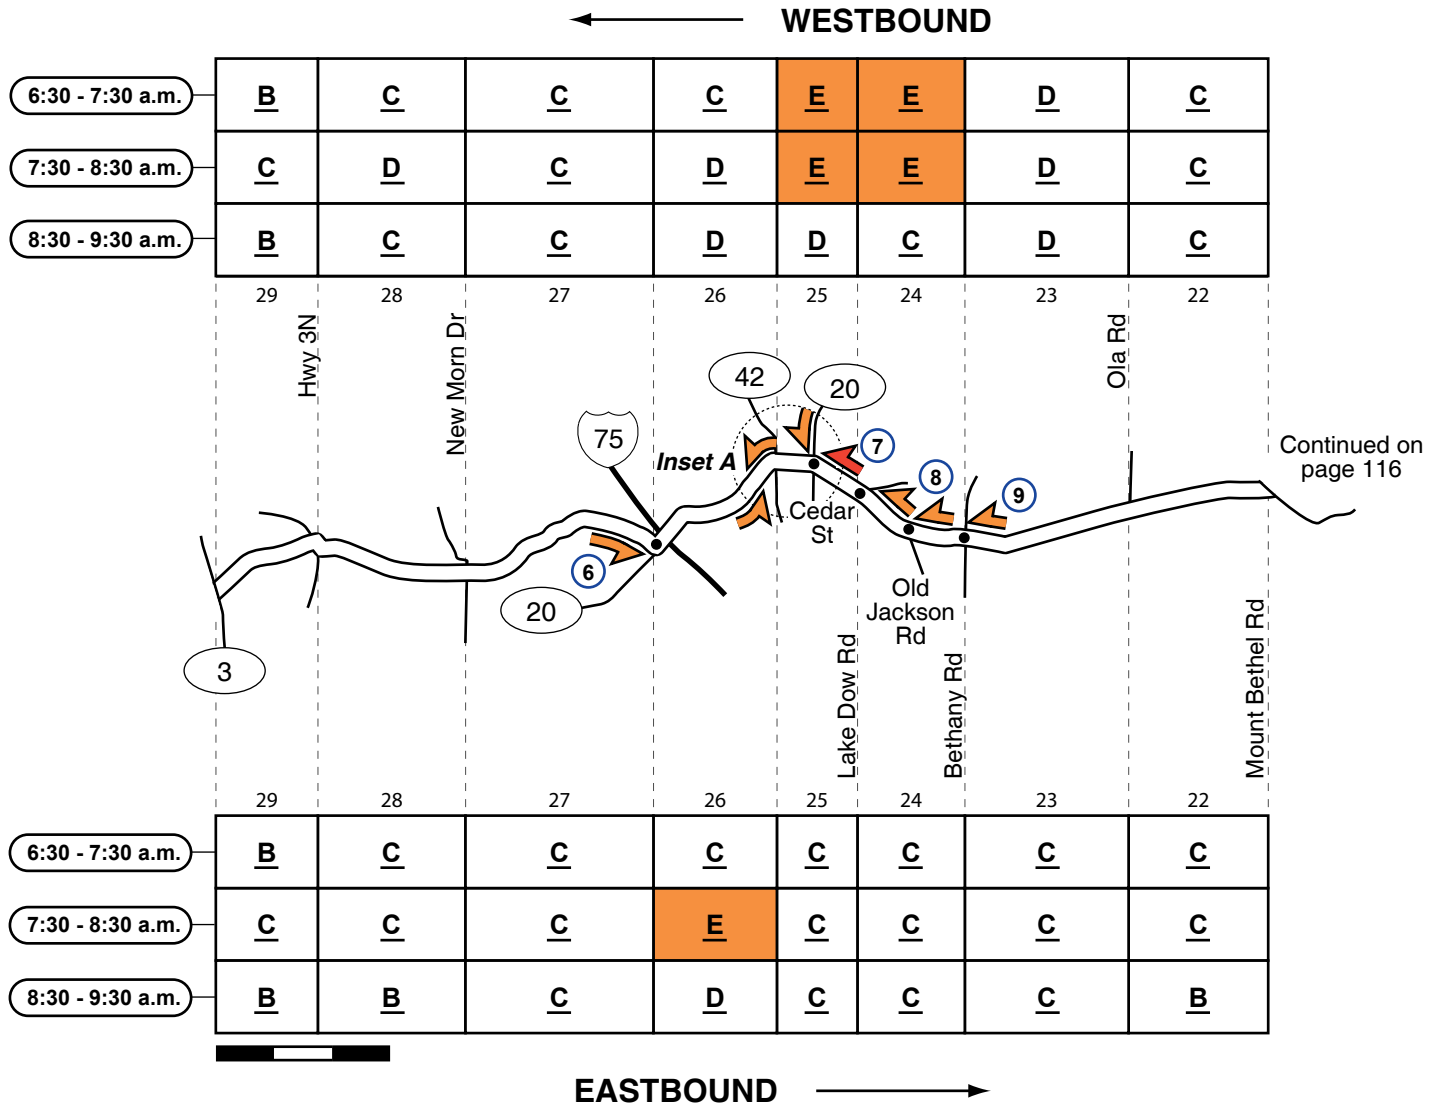 WESTBOUND
6:30 - 7:30 a.m. B C C C E E D C
7:30 - 8:30 a.m. C D C D E E D C
8:30 - 9:30 a.m. B C C D D C D C
29 28 27 26 25 24 23 22
Hwy 3N
New Morn Dr
Ola Rd
42
20
75
Inset A
7
8
9
Continued on
page 116
Cedar
St
6
20
Old
Jackson
Rd
3
Lake Dow Rd
Bethany Rd
Mount Bethel Rd
29 28 27 26 25 24 23 22
6:30 - 7:30 a.m. B C C C C C C C
7:30 - 8:30 a.m. C C C E C C C C
8:30 - 9:30 a.m. B B C D C C C B
EASTBOUND